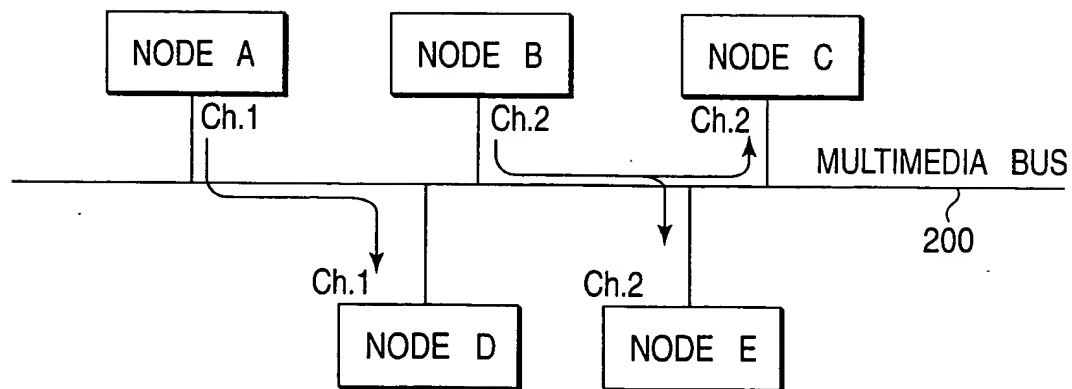 NODE A
NODE B
NODE C
Ch.1
Ch.2
Ch.2
MULTIMEDIA BUS
200
Ch.1
Ch.2
NODE D
NODE E